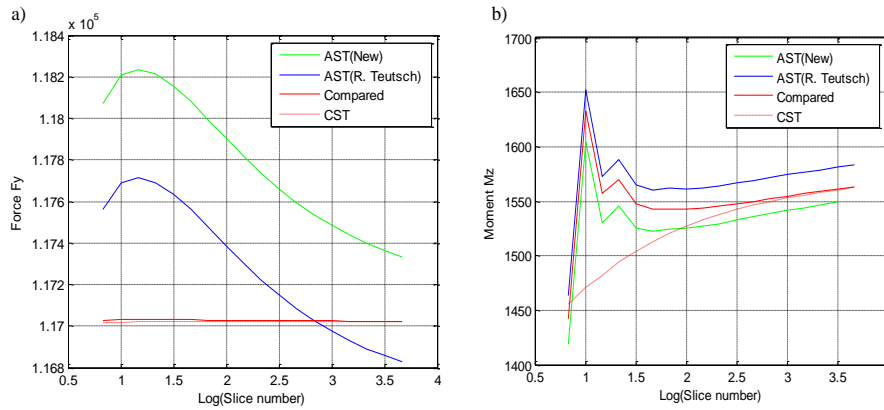 a)
x 10^5
1.184
1.182
1.18
1.178
1.176
1.174
1.172
1.17
1.168
Force Fy
0.5 1 1.5 2 2.5 3 3.5 4
Log(Slice number)
AST(New)
AST(R. Teutsch)
Compared
CST
b)
1700
1650
1600
1550
1500
1450
1400
Moment Mz
0.5 1 1.5 2 2.5 3 3.5
Log(Slice number)
AST(New)
AST(R. Teutsch)
Compared
CST